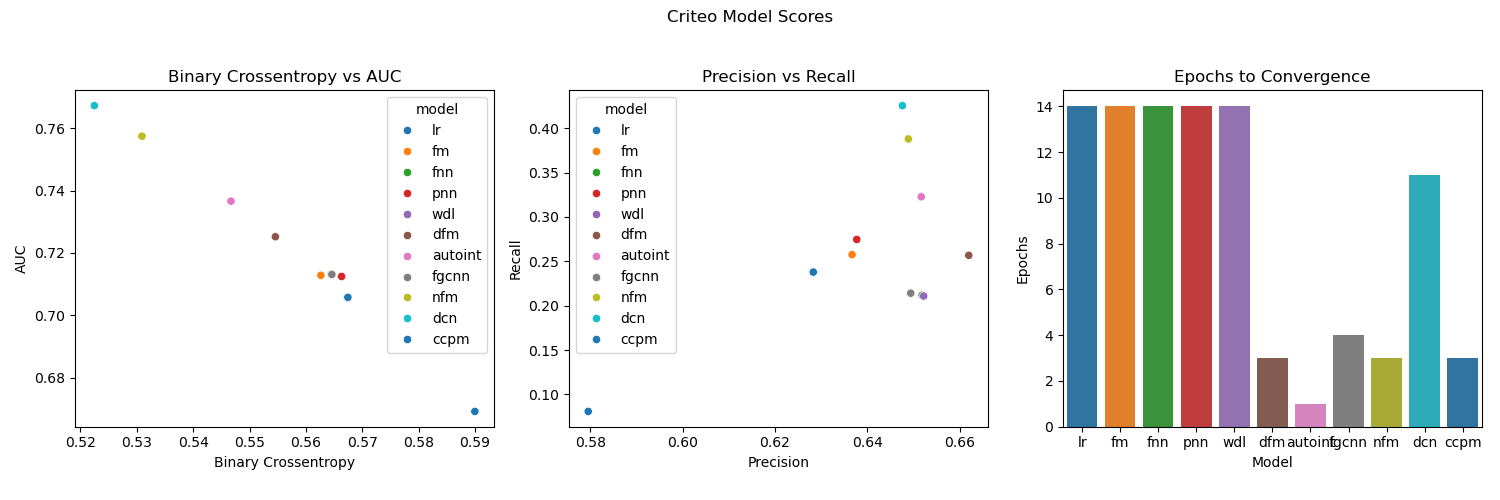 Criteo Model Scores
Binary Crossentropy vs AUC
AUC
0.76
0.74
0.72
0.70
0.68
0.52 0.53 0.54 0.55 0.56 0.57 0.58 0.59
Binary Crossentropy
model
lr
fm
fnn
pnn
wdl
dfm
autoint
fgcnn
nfm
dcn
ccpm
Precision vs Recall
Recall
0.40
0.35
0.30
0.25
0.20
0.15
0.10
0.58 0.60 0.62 0.64 0.66
Precision
model
lr
fm
fnn
pnn
wdl
dfm
autoint
fgcnn
nfm
dcn
ccpm
Epochs to Convergence
Epochs
14
12
10
8
6
4
2
0
lr fm fnn pnn wdl dfm autoint fgcnn nfm dcn ccpm
Model